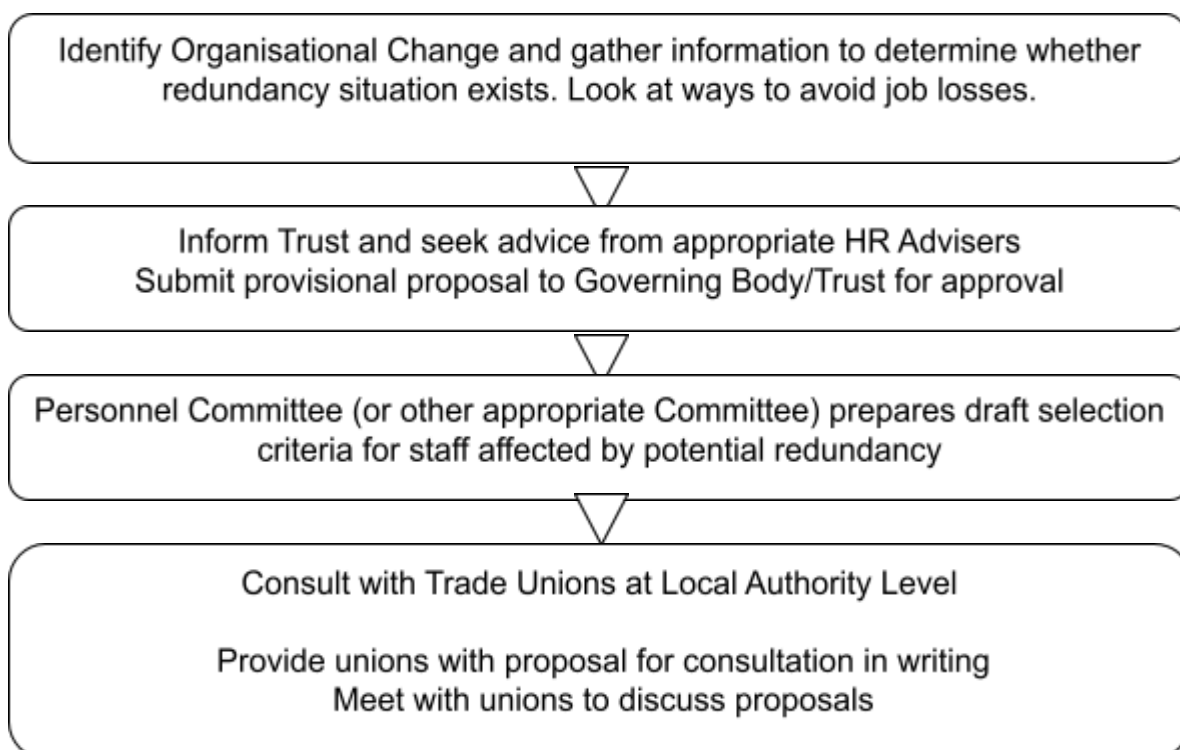 Identify Organisational Change and gather information to determine whether
redundancy situation exists. Look at ways to avoid job losses.
Inform Trust and seek advice from appropriate HR Advisers
Submit provisional proposal to Governing Body/Trust for approval
Personnel Committee (or other appropriate Committee) prepares draft selection
criteria for staff affected by potential redundancy
Consult with Trade Unions at Local Authority Level
Provide unions with proposal for consultation in writing
Meet with unions to discuss proposals